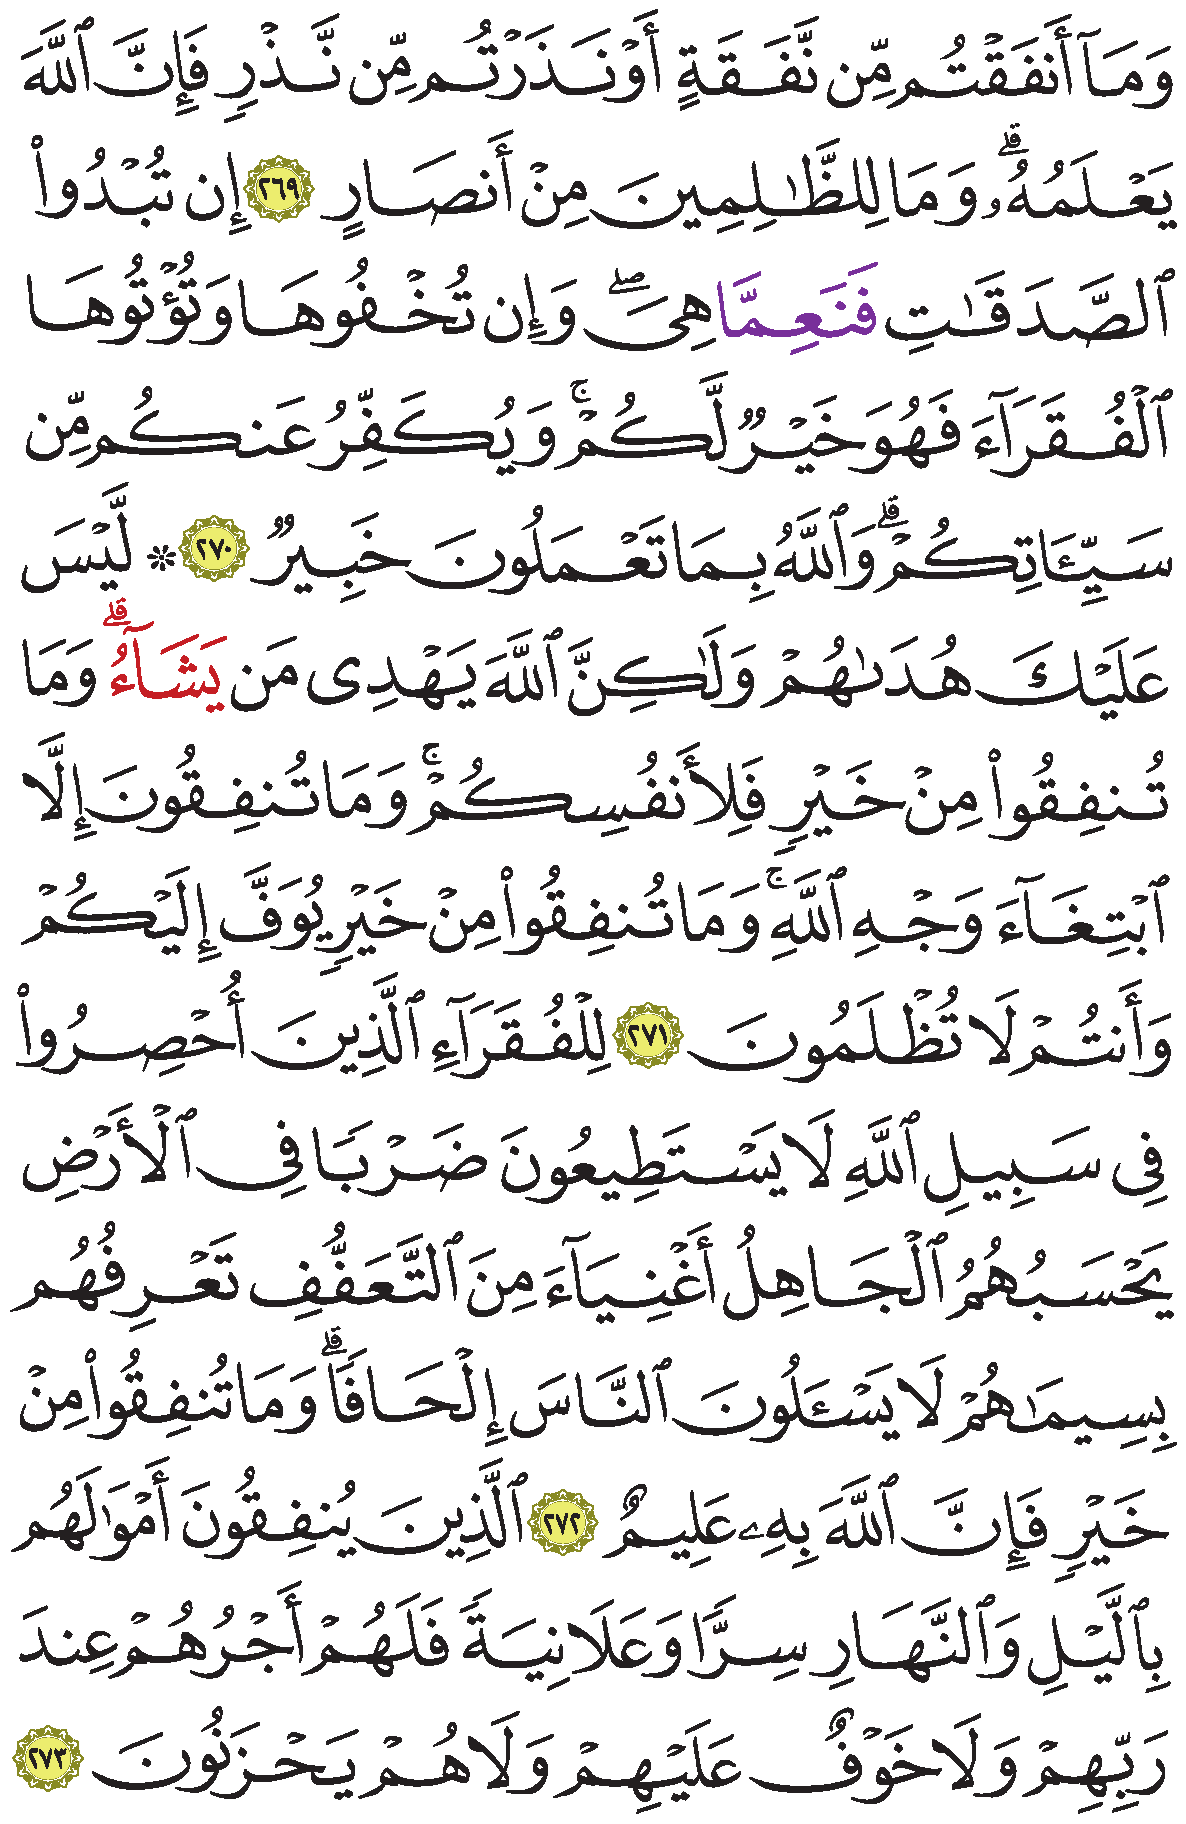 وَمَآ أَنفَقْتُم مِّن نَّفَقَةٍ أَوْ نَذَرْتُم مِّن نَّذْرٍ فَإِنَّ ٱللَّهَ
يَعْلَمُهُۥ ۗ وَمَا لِلظَّٰلِمِينَ مِنْ أَنصَارٍ ٢٦٩ إِن تُبْدُوا۟
ٱلصَّدَقَٰتِ فَنَعِمَّا هِىَ ۖ وَإِن تُخْفُوهَا وَتُؤْتُوهَا
ٱلْفُقَرَآءَ فَهُوَ خَيْرٌ لَّكُمْ ۚ وَيُكَفِّرُ عَنكُم مِّن
سَيِّـَٔاتِكُمْ ۗ وَٱللَّهُ بِمَا تَعْمَلُونَ خَبِيرٌ ٢٧٠ ۞ لَّيْسَ
عَلَيْكَ هُدَىٰهُمْ وَلَٰكِنَّ ٱللَّهَ يَهْدِى مَن يَشَآءُ ۗ وَمَا
تُنفِقُوا۟ مِنْ خَيْرٍ فَلِأَنفُسِكُمْ ۚ وَمَا تُنفِقُونَ إِلَّا
ٱبْتِغَآءَ وَجْهِ ٱللَّهِ ۚ وَمَا تُنفِقُوا۟ مِنْ خَيْرٍ يُوَفَّ إِلَيْكُمْ
وَأَنتُمْ لَا تُظْلَمُونَ ٢٧١ لِلْفُقَرَآءِ ٱلَّذِينَ أُحْصِرُوا۟
فِى سَبِيلِ ٱللَّهِ لَا يَسْتَطِيعُونَ ضَرْبًا فِى ٱلْأَرْضِ
يَحْسَبُهُمُ ٱلْجَاهِلُ أَغْنِيَآءَ مِنَ ٱلتَّعَفُّفِ تَعْرِفُهُم
بِسِيمَٰهُمْ لَا يَسْـَٔلُونَ ٱلنَّاسَ إِلْحَافًا ۗ وَمَا تُنفِقُوا۟ مِنْ
خَيْرٍ فَإِنَّ ٱللَّهَ بِهِۦ عَلِيمٌ ٢٧٢ ٱلَّذِينَ يُنفِقُونَ أَمْوَٰلَهُم
بِٱلَّيْلِ وَٱلنَّهَارِ سِرًّا وَعَلَانِيَةً فَلَهُمْ أَجْرُهُمْ عِندَ
رَبِّهِمْ وَلَا خَوْفٌ عَلَيْهِمْ وَلَا هُمْ يَحْزَنُونَ ٢٧٣